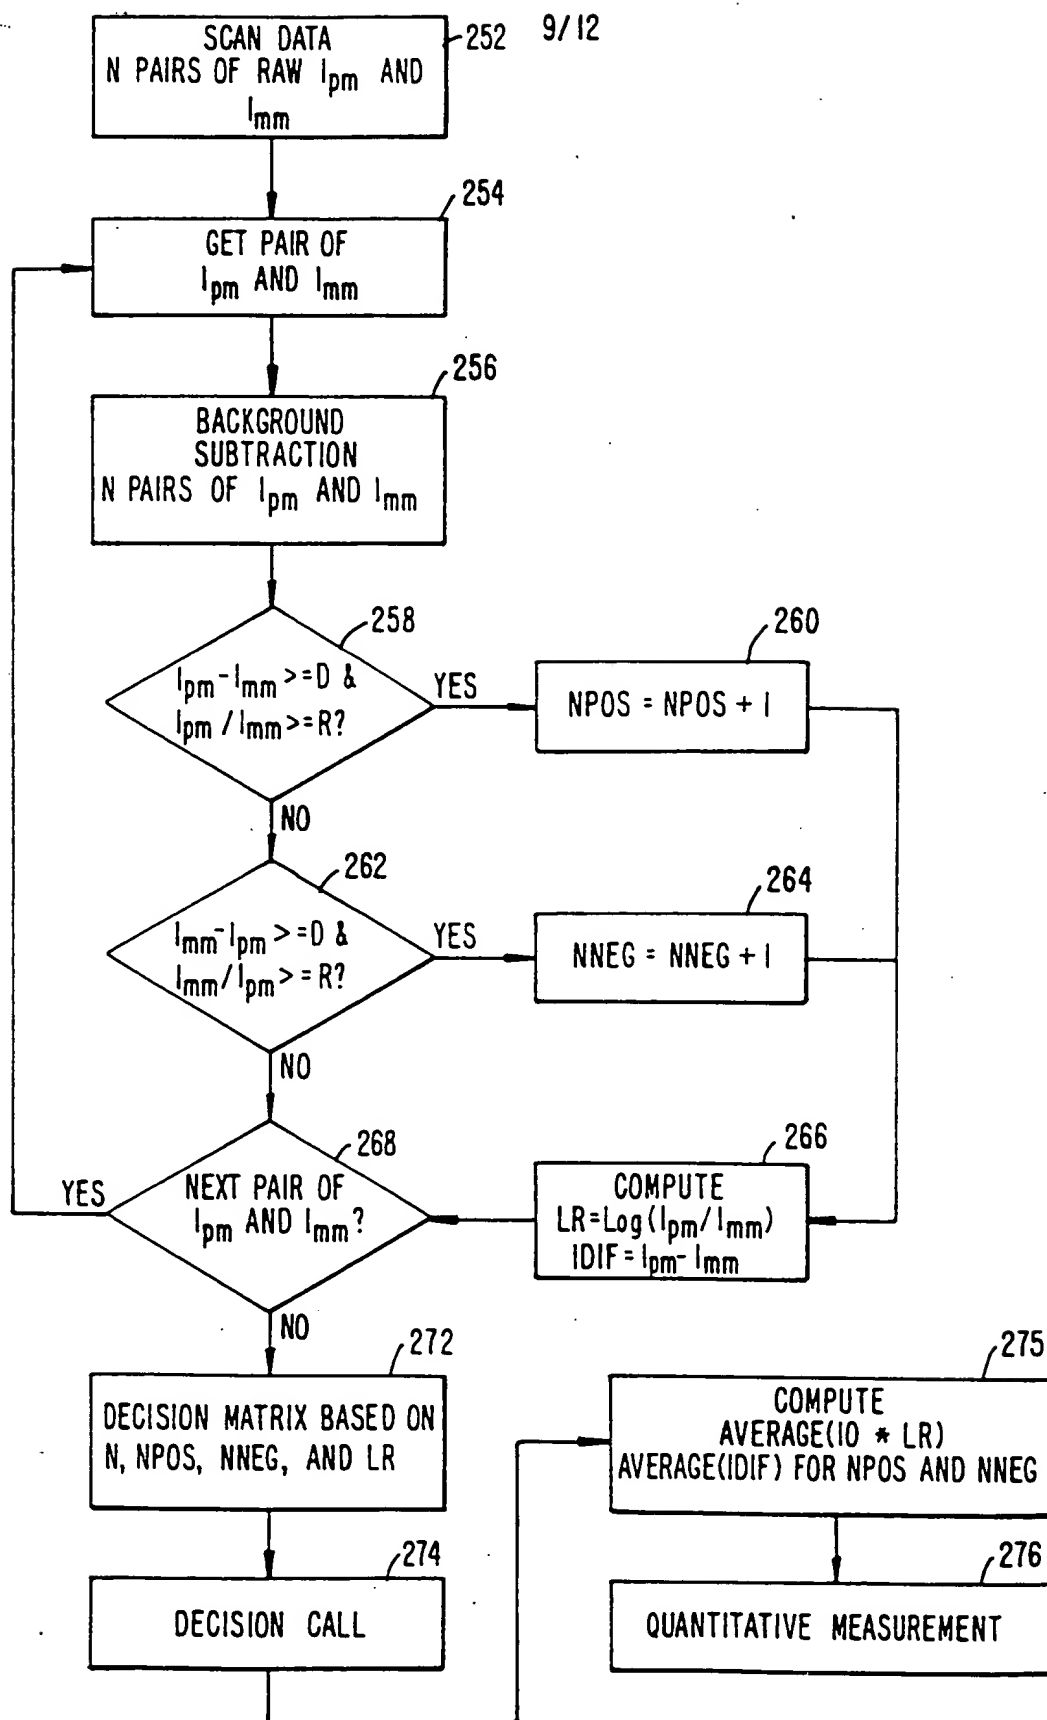 9/12
SCAN DATA
N PAIRS OF RAW Ipm AND
Imm
252
254
GET PAIR OF
Ipm AND Imm
256
BACKGROUND
SUBTRACTION
N PAIRS OF Ipm AND Imm
258
Ipm-Imm >=D &
Ipm / Imm >=R?
YES
260
NPOS = NPOS + 1
NO
262
Imm-Ipm >=D &
Imm/Ipm >=R?
YES
264
NNEG = NNEG + 1
NO
268
NEXT PAIR OF
Ipm AND Imm?
YES
266
COMPUTE
LR=Log(Ipm/Imm)
IDIF=Ipm-Imm
NO
272
DECISION MATRIX BASED ON
N, NPOS, NNEG, AND LR
274
DECISION CALL
275
COMPUTE
AVERAGE(10 * LR)
AVERAGE(IDIF) FOR NPOS AND NNEG
276
QUANTITATIVE MEASUREMENT